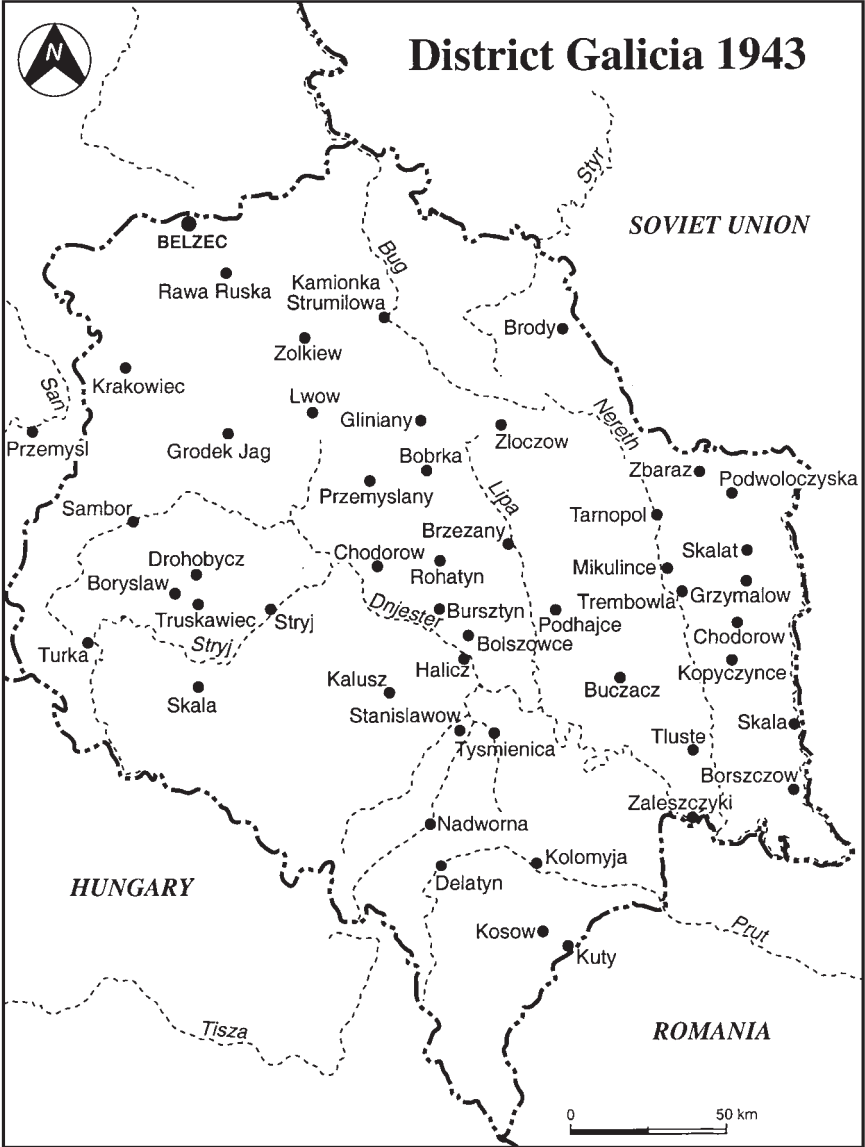 N
District Galicia 1943
Styr
SOVIET UNION
BELZEC
Bug
Rawa Ruska
Kamionka
Strumilowa
Brody
Zolkiew
Krakowiec
San
Lwow
Gliniany
Nereth
Przemysl
Grodek Jag
Zloczow
Bobrka
Zbaraz
Podwoloczyska
Przemyslany
Lipa
Sambor
Tarnopol
Brzezany
Drohobycz
Chodorow
Skalat
Boryslaw
Rohatyn
Mikulince
Truskawiec
Stryj
Dnjester
Bursztyn
Trembowla
Grzymalow
Podhajce
Stryj
Bolszowce
Chodorow
Turka
Halicz
Kopyczynce
Skala
Kalusz
Buczacz
Stanislawow
Skala
Tysmienica
Tluste
Borszczow
Zaleszczyki
Nadworna
Kolomyja
HUNGARY
Delatyn
Kosow
Prut
Kuty
Tisza
ROMANIA
0 50 km